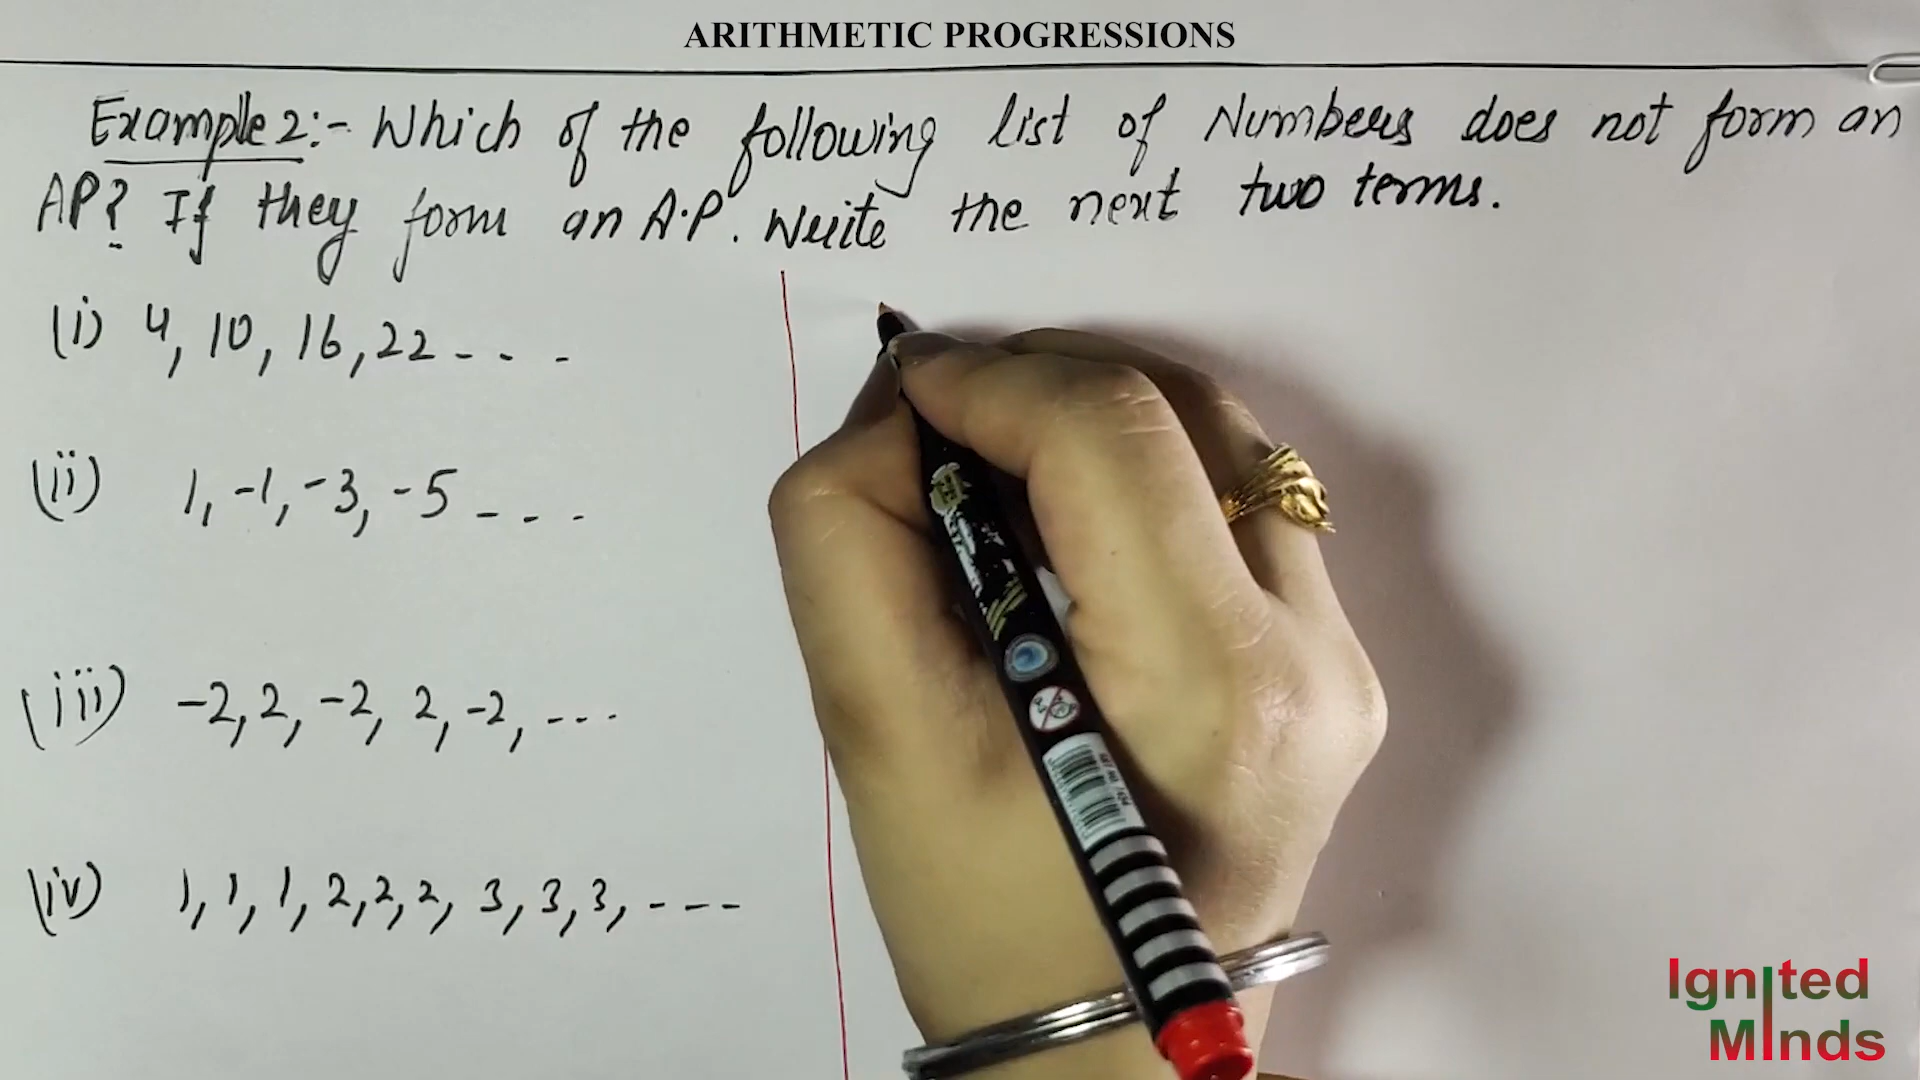 ARITHMETIC PROGRESSIONS
Example 2:- Which of the following list of Numbers does not form an
AP? If they form an A.P. Write the next two terms.
(i) 4, 10, 16, 22 - - -
(ii) 1, -1, -3, -5 - - -
(iii) -2, 2, -2, 2, -2, ---
(iv) 1, 1, 1, 2, 2, 2, 3, 3, 3, ---
Ignited
Minds